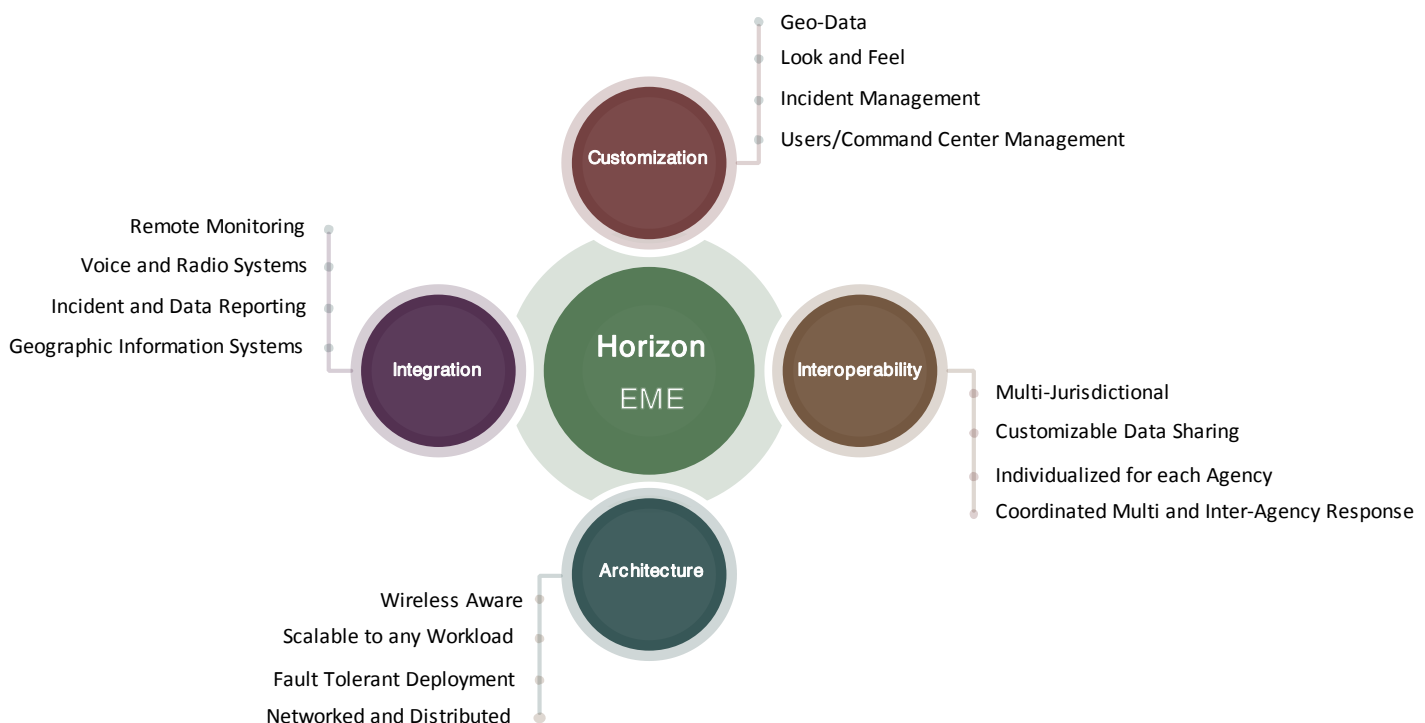 Geo-Data
Look and Feel
Incident Management
Users/Command Center Management
Customization
Remote Monitoring
Voice and Radio Systems
Incident and Data Reporting
Geographic Information Systems
Integration
Horizon
EME
Interoperability
Multi-Jurisdictional
Customizable Data Sharing
Individualized for each Agency
Coordinated Multi and Inter-Agency Response
Architecture
Wireless Aware
Scalable to any Workload
Fault Tolerant Deployment
Networked and Distributed